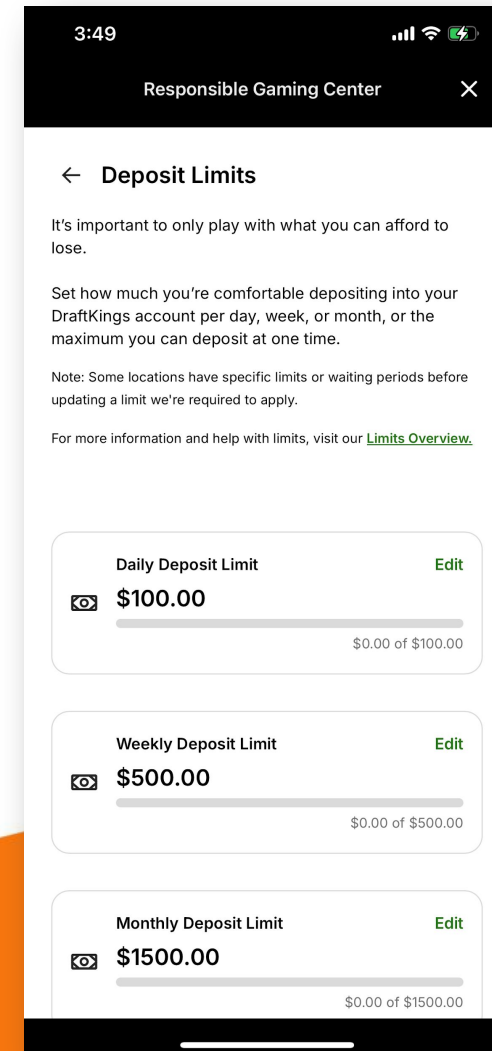 3:49
Responsible Gaming Center
Deposit Limits
It’s important to only play with what you can afford to
lose.
Set how much you’re comfortable depositing into your
DraftKings account per day, week, or month, or the
maximum you can deposit at one time.
Note: Some locations have specific limits or waiting periods before
updating a limit we're required to apply.
For more information and help with limits, visit our Limits Overview.
Daily Deposit Limit Edit
$100.00
$0.00 of $100.00
Weekly Deposit Limit Edit
$500.00
$0.00 of $500.00
Monthly Deposit Limit Edit
$1500.00
$0.00 of $1500.00